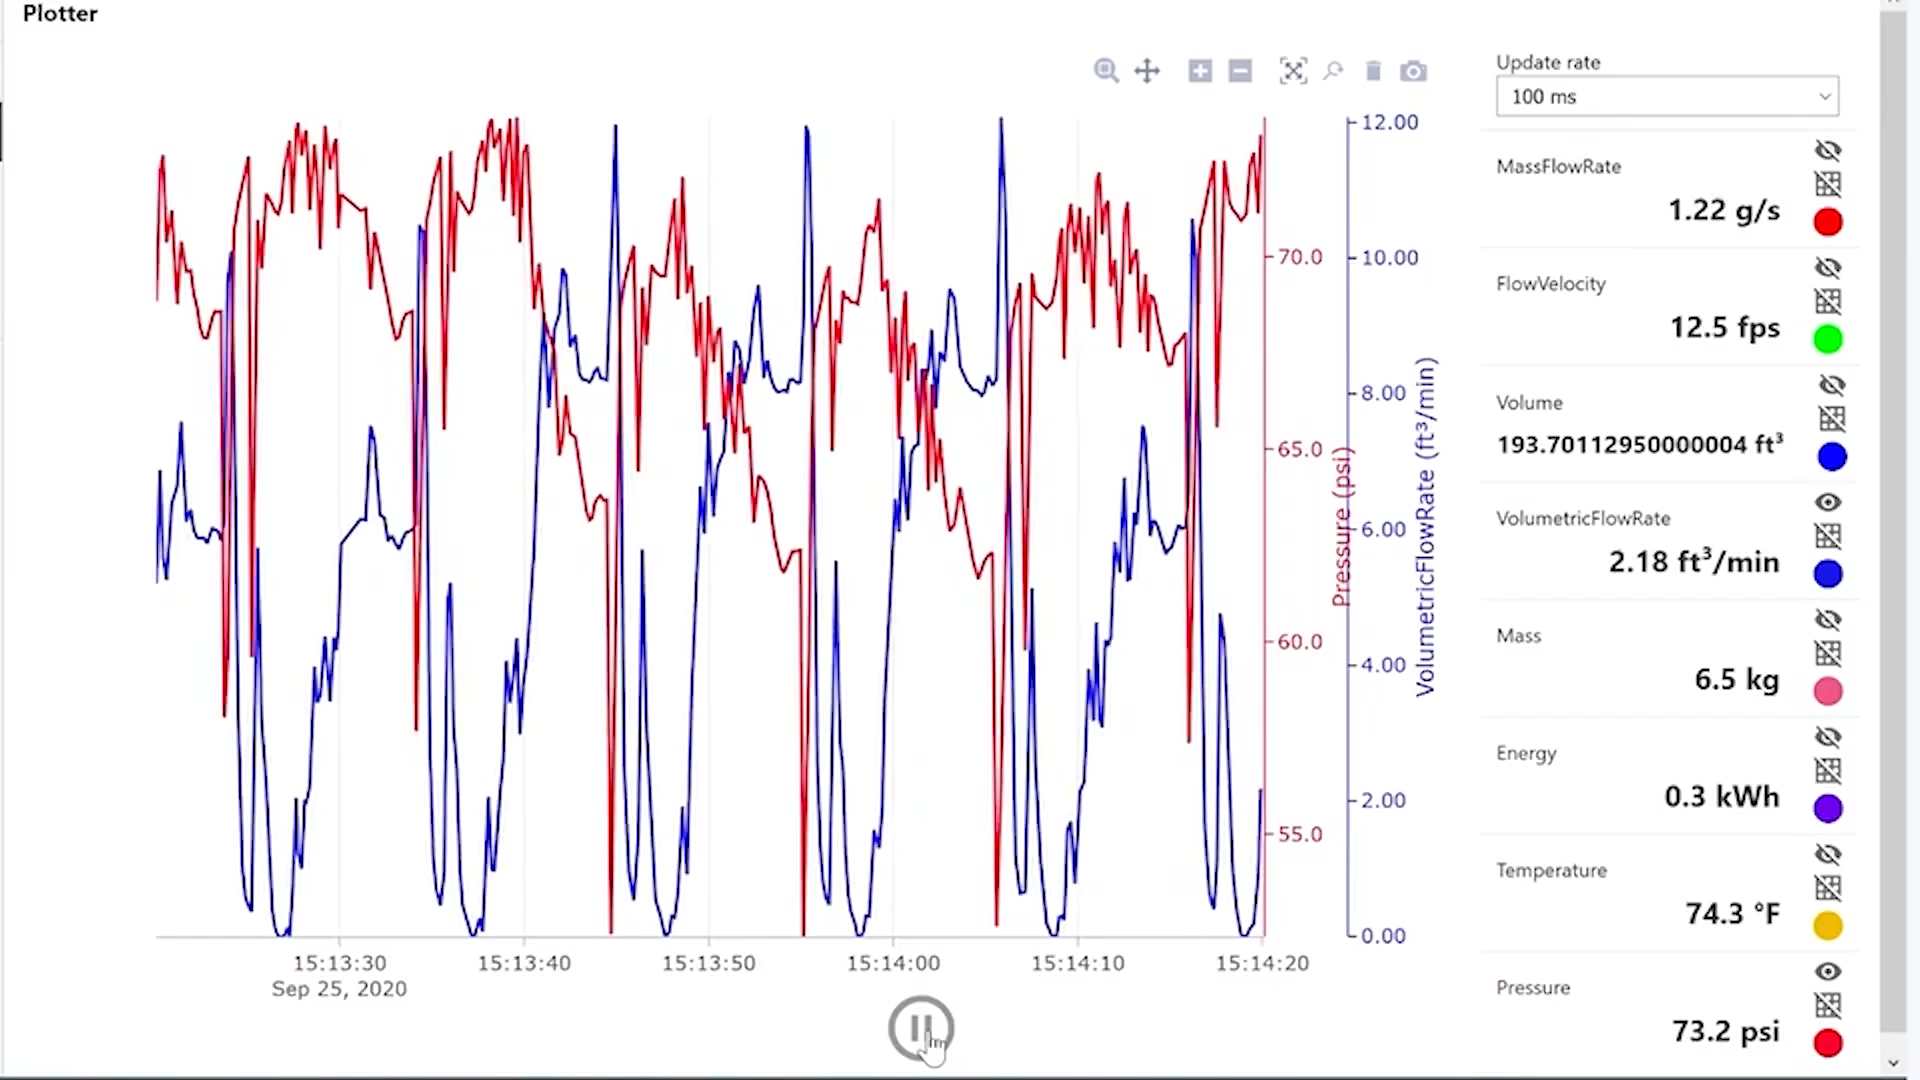 Plotter
Update rate
100 ms
MassFlowRate
1.22 g/s
FlowVelocity
12.5 fps
Volume
193.70112950000004 ft³
VolumetricFlowRate
2.18 ft³/min
Mass
6.5 kg
Energy
0.3 kWh
Temperature
74.3 °F
Pressure
73.2 psi
70.0
65.0
60.0
55.0
Pressure (psi)
12.00
10.00
8.00
6.00
4.00
2.00
0.00
VolumetricFlowRate (ft³/min)
15:13:30
Sep 25, 2020
15:13:40
15:13:50
15:14:00
15:14:10
15:14:20